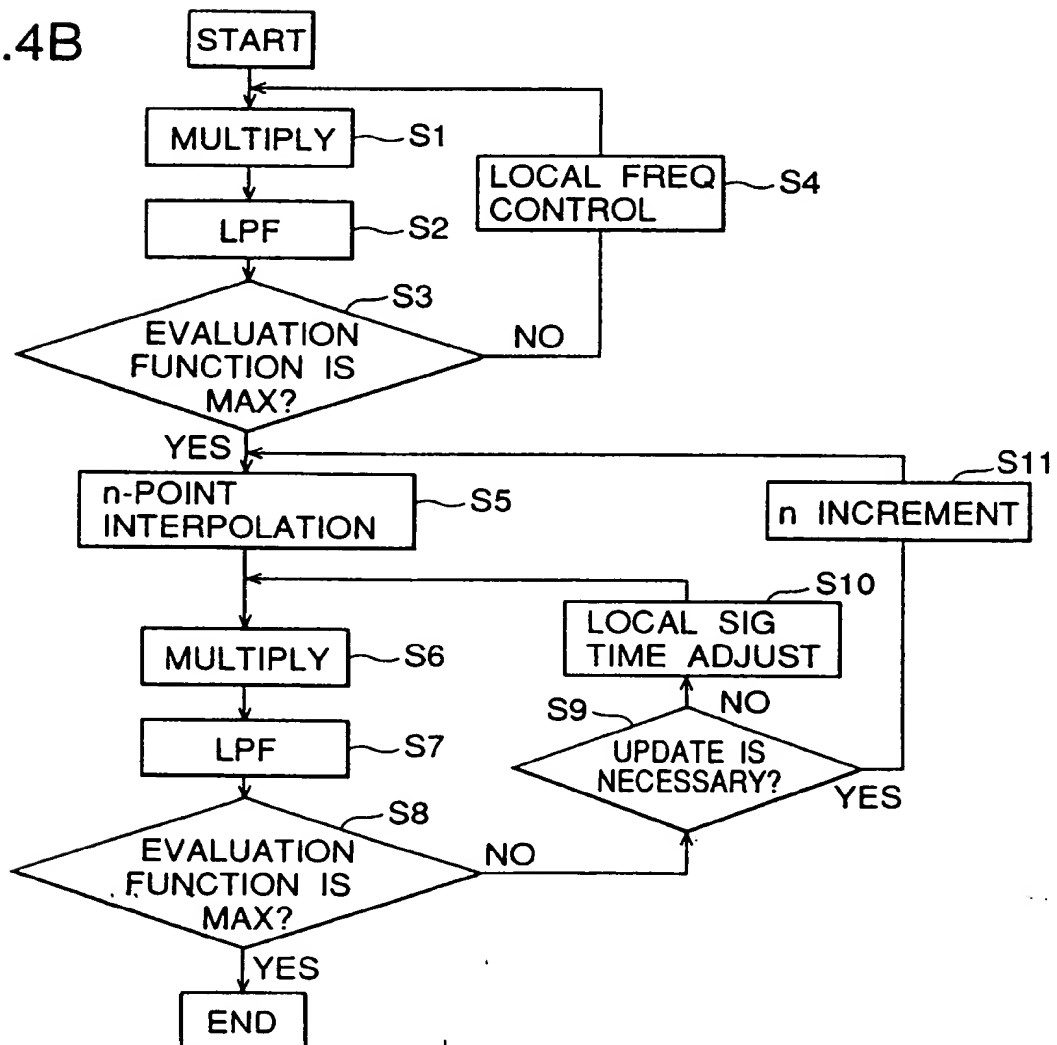 .4B
START
MULTIPLY
S1
LOCAL FREQ
CONTROL
S4
LPF
S2
S3
EVALUATION
FUNCTION IS
MAX?
NO
YES
n-POINT
INTERPOLATION
S5
S11
n INCREMENT
S10
LOCAL SIG
TIME ADJUST
MULTIPLY
S6
S9
NO
UPDATE IS
NECESSARY?
YES
LPF
S7
S8
EVALUATION
FUNCTION IS
MAX?
NO
YES
END